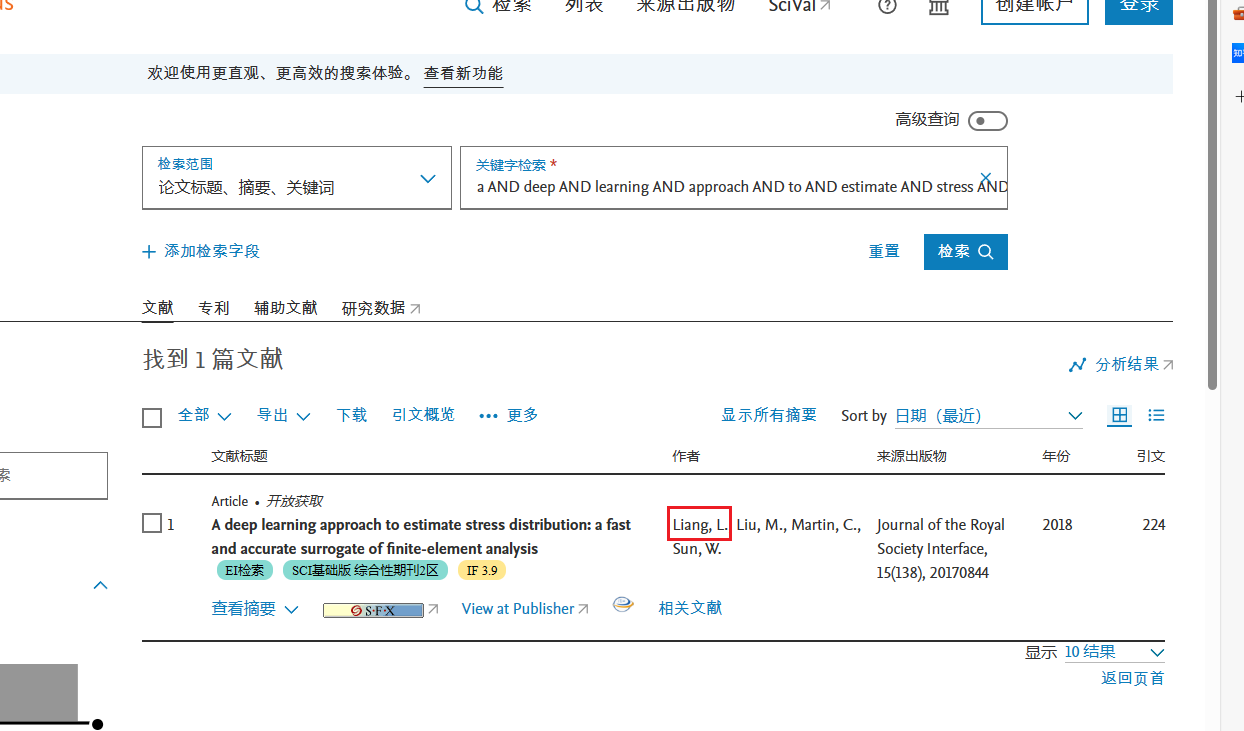 检索 列表 来源出版物 SciVal 创建帐户 登录
欢迎使用更直观、更高效的搜索体验。 查看新功能
高级查询
检索范围
论文标题、摘要、关键词
关键字检索 *
a AND deep AND learning AND approach AND to AND estimate AND stress AND
添加检索字段 重置 检索
文献 专利 辅助文献 研究数据
找到 1 篇文献
分析结果
全部 导出 下载 引文概览 更多 显示所有摘要 Sort by 日期（最近）
文献标题 作者 来源出版物 年份 引文
索
Article • 开放获取
1 A deep learning approach to estimate stress distribution: a fast Liang, L. Liu, M., Martin, C., Journal of the Royal 2018 224
and accurate surrogate of finite-element analysis Sun, W. Society Interface,
EI检索 SCI基础版 综合性期刊2区 IF 3.9 15(138), 20170844
查看摘要 S·F·X View at Publisher 相关文献
显示 10 结果
返回页首